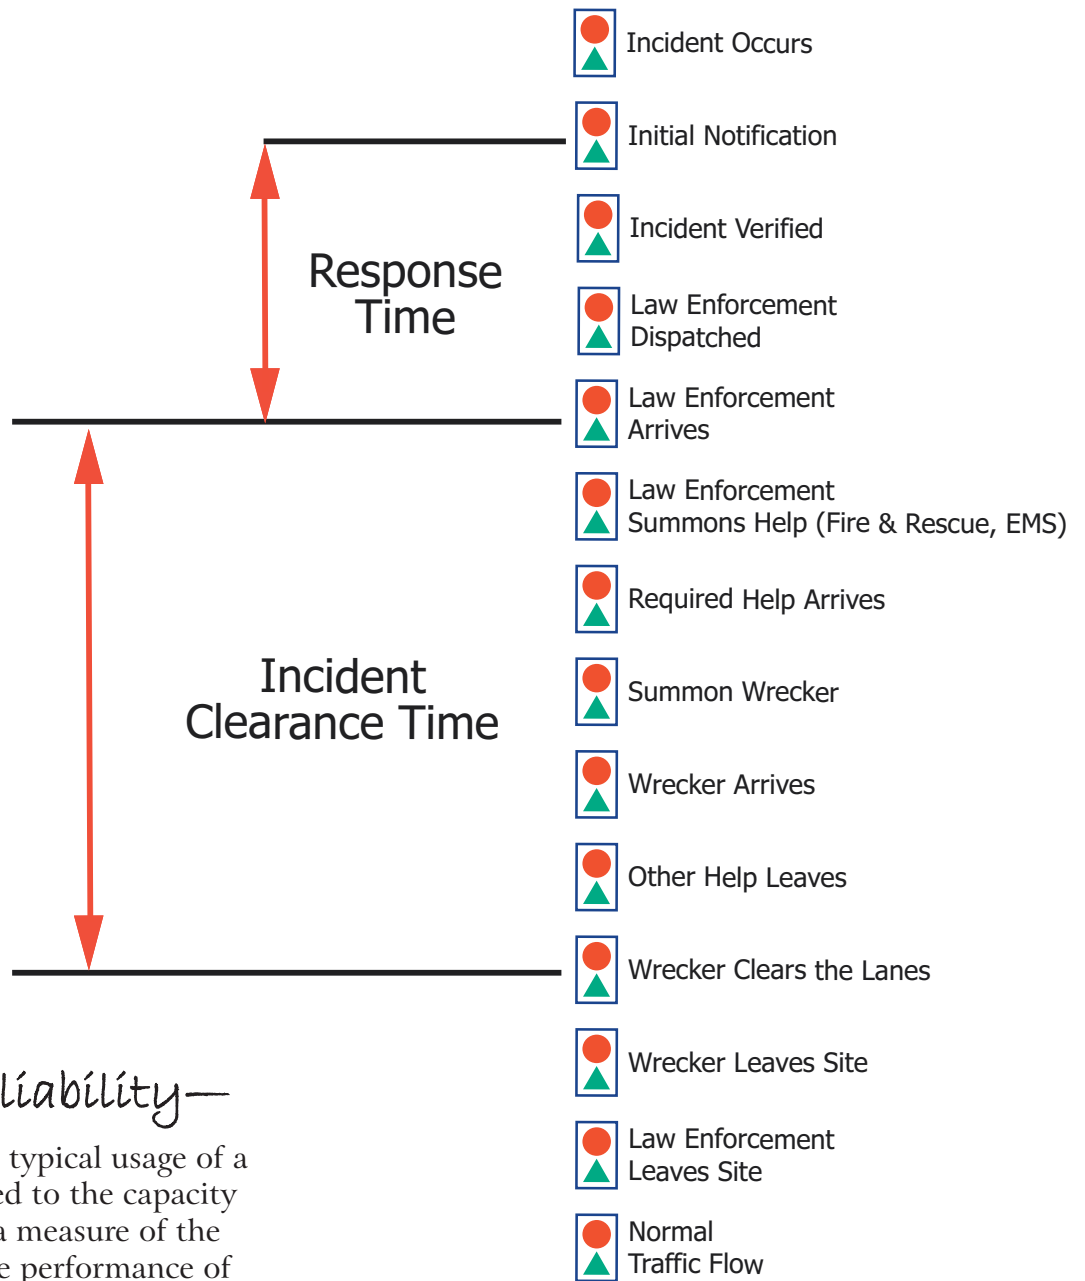 Incident Occurs
Initial Notification
Incident Verified
Response
Time
Law Enforcement
Dispatched
Law Enforcement
Arrives
Law Enforcement
Summons Help (Fire & Rescue, EMS)
Required Help Arrives
Incident
Clearance Time
Summon Wrecker
Wrecker Arrives
Other Help Leaves
Wrecker Clears the Lanes
Wrecker Leaves Site
Law Enforcement
Leaves Site
Normal
Traffic Flow
liability—
typical usage of a
ed to the capacity
a measure of the
e performance of